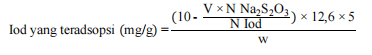 Iod yang teradsopsi (mg/g) = (10 - V × N Na₂S₂O₃ / N Iod) × 12,6 × 5 / w